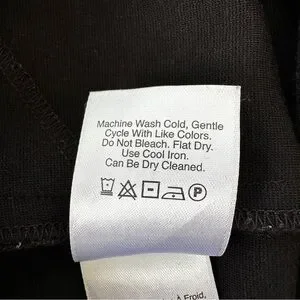 Machine Wash Cold, Gentle
Cycle With Like Colors.
Do Not Bleach. Flat Dry.
Use Cool Iron.
Can Be Dry Cleaned.
P
à Froid,